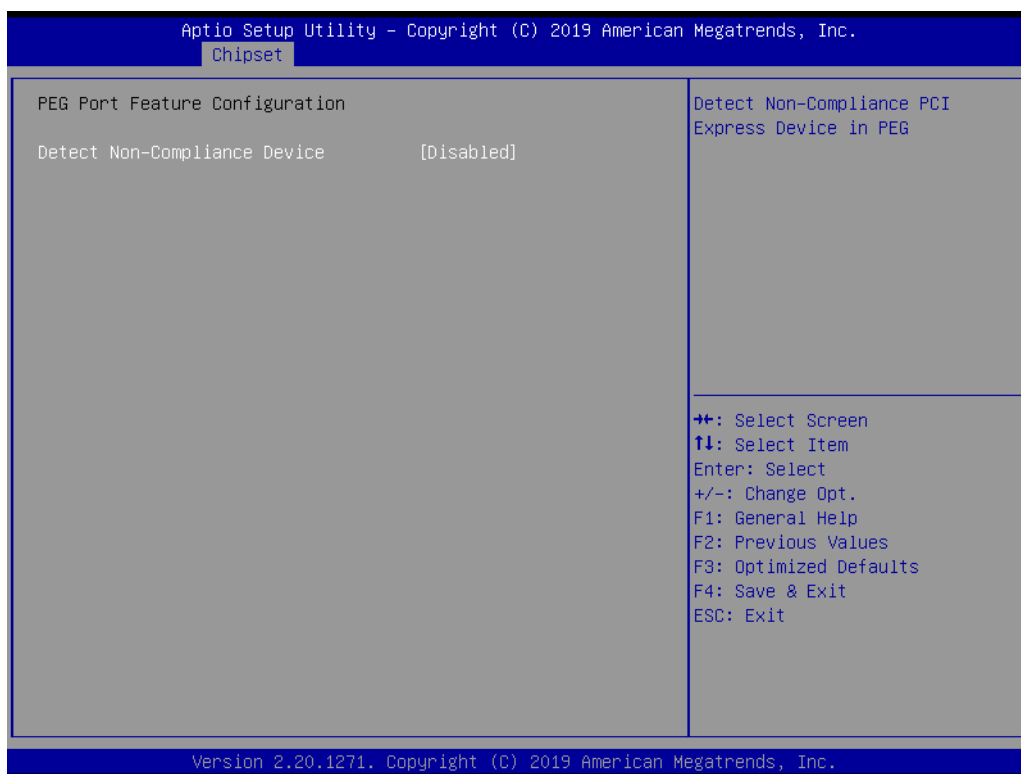 Aptio Setup Utility – Copyright (C) 2019 American Megatrends, Inc.
Chipset
PEG Port Feature Configuration
Detect Non-Compliance Device [Disabled]
Detect Non-Compliance PCI
Express Device in PEG
→←: Select Screen
↑↓: Select Item
Enter: Select
+/-: Change Opt.
F1: General Help
F2: Previous Values
F3: Optimized Defaults
F4: Save & Exit
ESC: Exit
Version 2.20.1271. Copyright (C) 2019 American Megatrends, Inc.